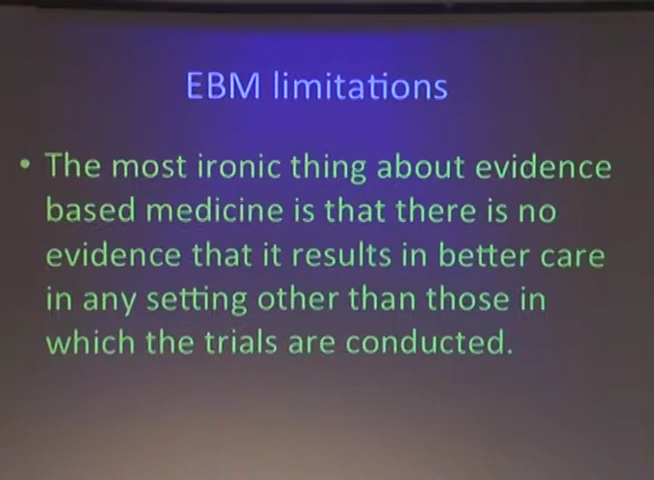 EBM limitations
• The most ironic thing about evidence
based medicine is that there is no
evidence that it results in better care
in any setting other than those in
which the trials are conducted.